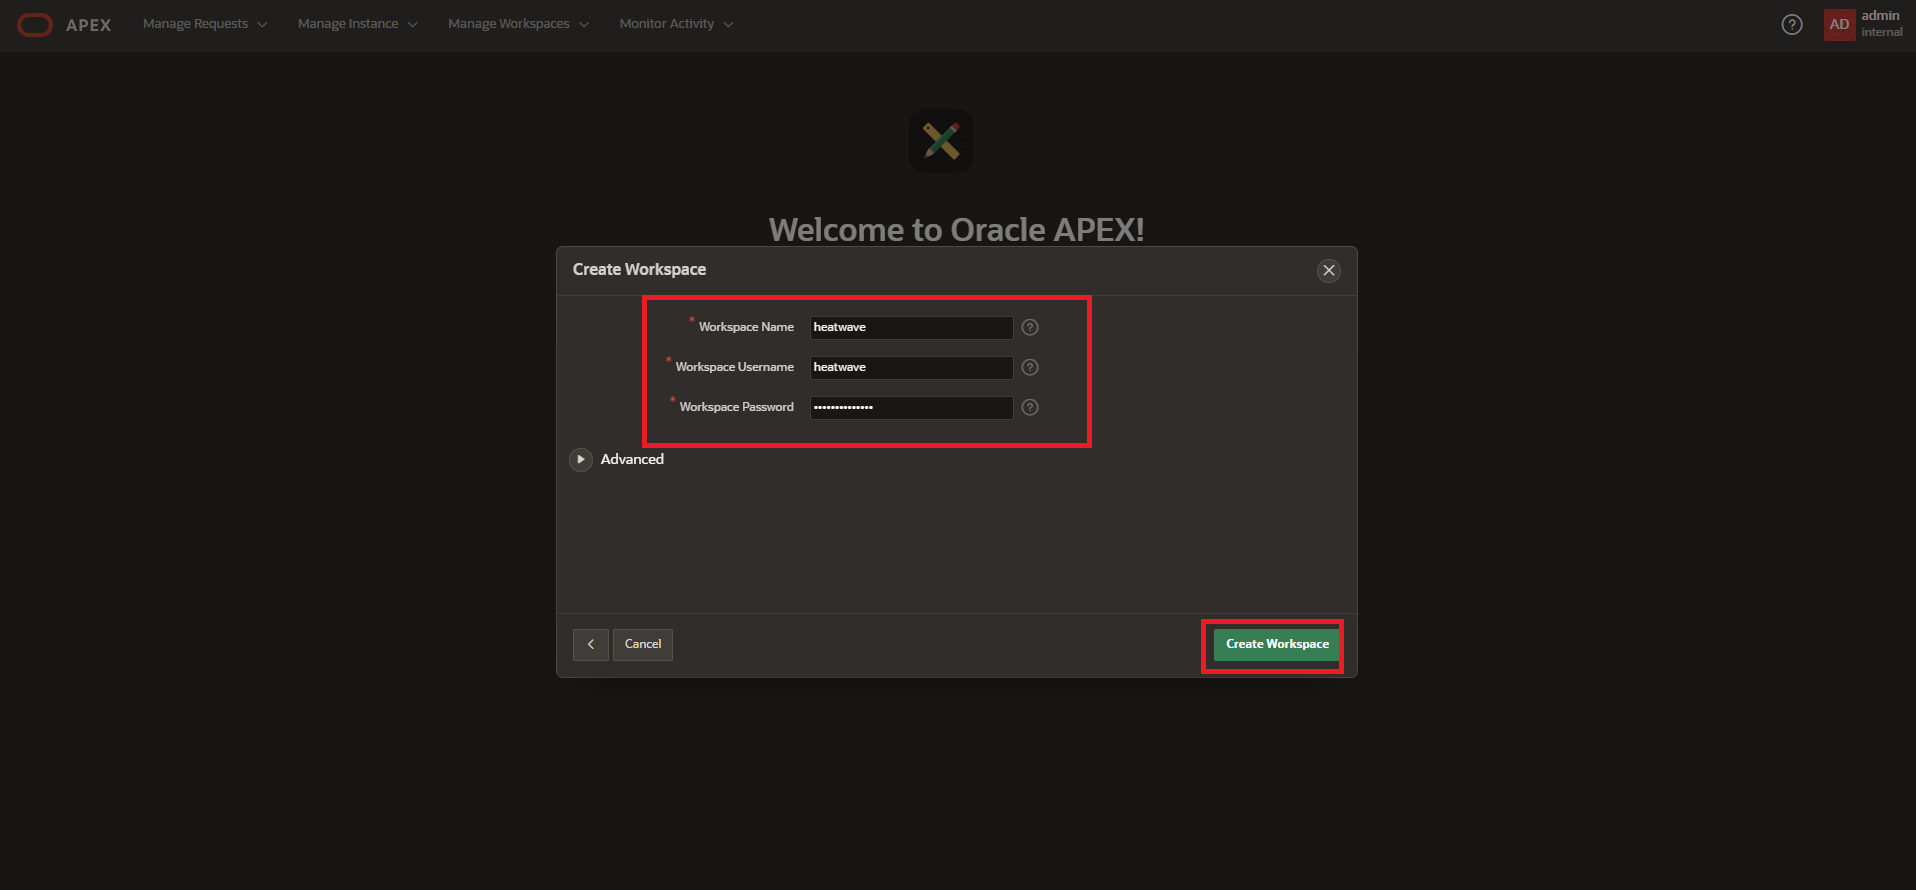 APEX Manage Requests Manage Instance Manage Workspaces Monitor Activity ? AD admin
internal
Welcome to Oracle APEX!
Create Workspace
* Workspace Name heatwave ?
* Workspace Username heatwave ?
* Workspace Password •••••••••••••• ?
Advanced
Cancel Create Workspace